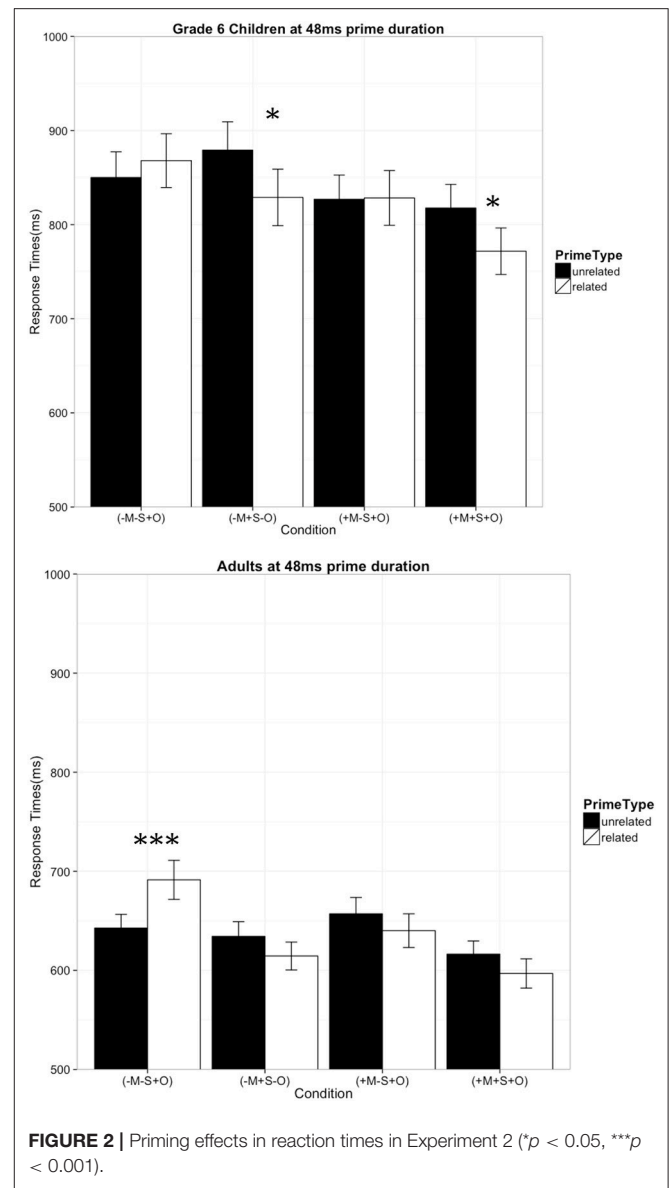 Grade 6 Children at 48ms prime duration
1000
900
800
700
600
500
Response Times(ms)
*
*
PrimeType
unrelated
related
(-M-S+O) (-M+S-O) (+M-S+O) (+M+S+O)
Condition
Adults at 48ms prime duration
1000
900
800
700
600
500
Response Times(ms)
***
PrimeType
unrelated
related
(-M-S+O) (-M+S-O) (+M-S+O) (+M+S+O)
Condition
FIGURE 2 | Priming effects in reaction times in Experiment 2 (*p < 0.05, ***p
< 0.001).